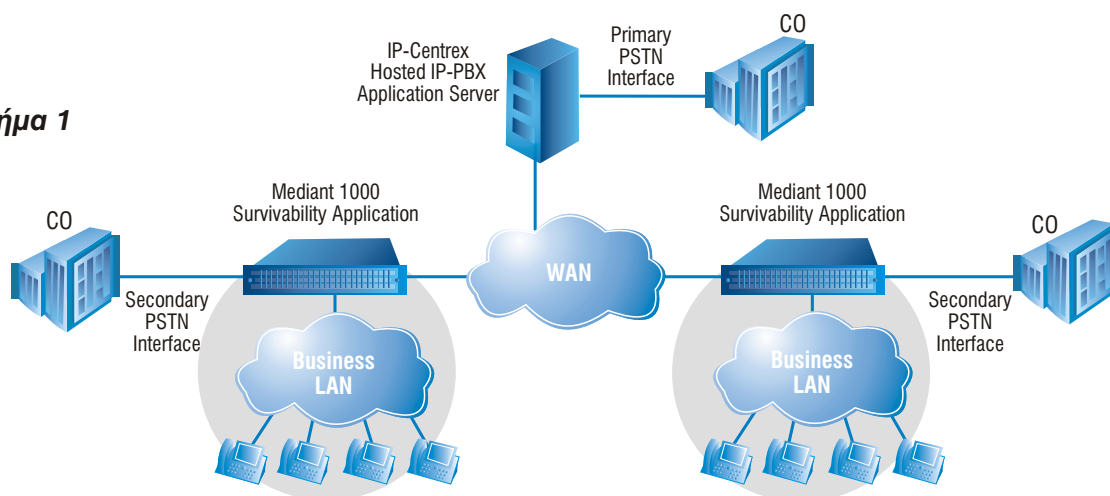 CO
Primary
PSTN
Interface
IP-Centrex
Hosted IP-PBX
Application Server
ήμα 1
Mediant 1000
Survivability Application
Mediant 1000
Survivability Application
CO
CO
WAN
Secondary
PSTN
Interface
Secondary
PSTN
Interface
Business
LAN
Business
LAN